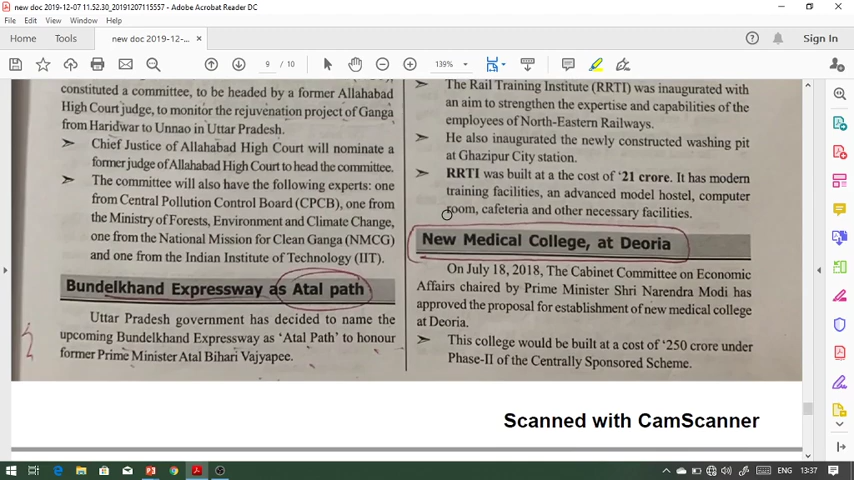 new doc 2019-12-07 11.52.30_20191207115557 - Adobe Acrobat Reader DC
File Edit View Window Help
Home Tools new doc 2019-12-... × Sign In
9 / 10 139%
constituted a committee, to be headed by a former Allahabad
High Court judge, to monitor the rejuvenation project of Ganga
from Haridwar to Unnao in Uttar Pradesh.
➢ Chief Justice of Allahabad High Court will nominate a
former judge of Allahabad High Court to head the committee.
➢ The committee will also have the following experts: one
from Central Pollution Control Board (CPCB), one from
the Ministry of Forests, Environment and Climate Change,
one from the National Mission for Clean Ganga (NMCG)
and one from the Indian Institute of Technology (IIT).
Bundelkhand Expressway as Atal path
Uttar Pradesh government has decided to name the
upcoming Bundelkhand Expressway as ‘Atal Path’ to honour
former Prime Minister Atal Bihari Vajpyee.
➢ The Rail Training Institute (RRTI) was inaugurated with
an aim to strengthen the expertise and capabilities of the
employees of North-Eastern Railways.
➢ He also inaugurated the newly constructed washing pit
at Ghazipur City station.
➢ RRTI was built at a the cost of ‘21 crore. It has modern
training facilities, an advanced model hostel, computer
room, cafeteria and other necessary facilities.
New Medical College, at Deoria
On July 18, 2018, The Cabinet Committee on Economic
Affairs chaired by Prime Minister Shri Narendra Modi has
approved the proposal for establishment of new medical college
at Deoria.
➢ This college would be built at a cost of ‘250 crore under
Phase-II of the Centrally Sponsored Scheme.
Scanned with CamScanner
ENG 13:37